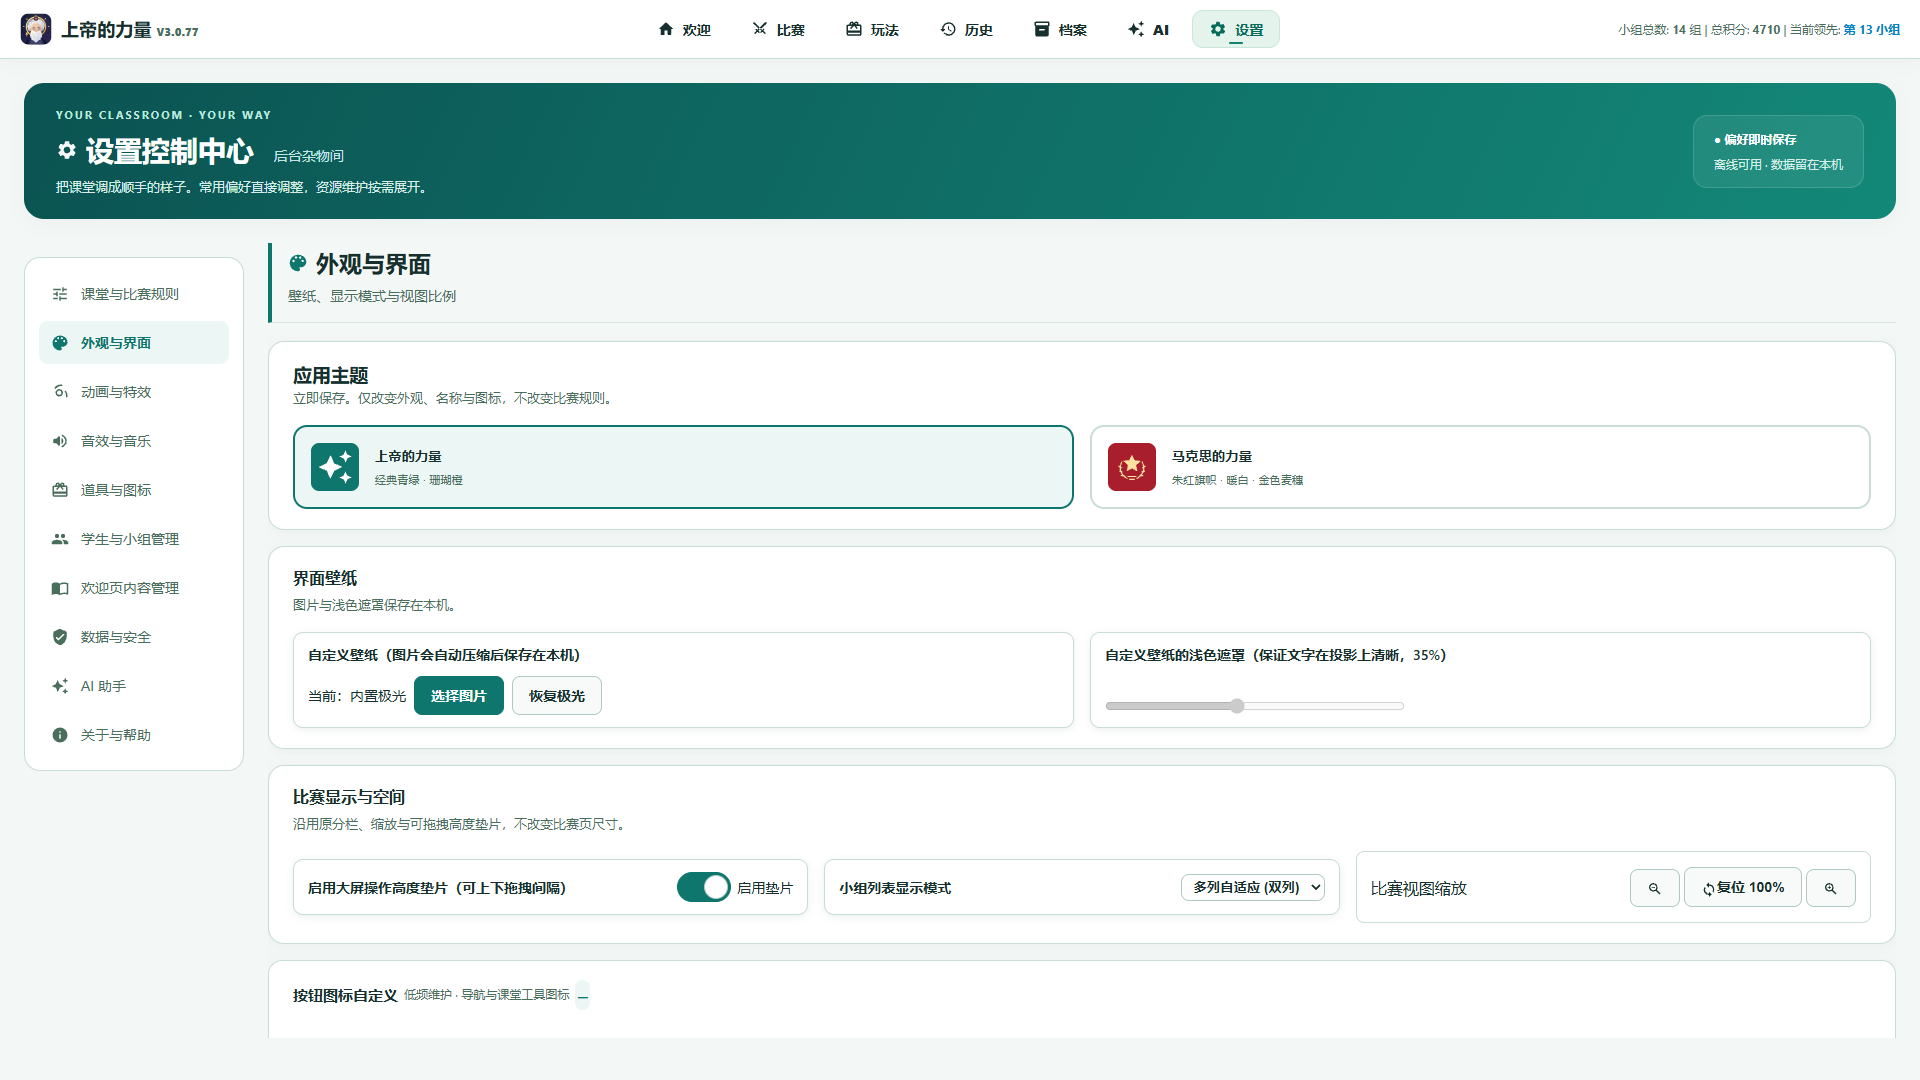 上帝的力量 V3.0.77
欢迎
比赛
玩法
历史
档案
AI
设置
小组总数: 14 组 | 总积分: 4710 | 当前领先: 第 13 小组
YOUR CLASSROOM · YOUR WAY
设置控制中心 后台杂物间
把课堂调成顺手的样子。常用偏好直接调整，资源维护按需展开。
● 偏好即时保存
离线可用 · 数据留在本机
课堂与比赛规则
外观与界面
动画与特效
音效与音乐
道具与图标
学生与小组管理
欢迎页内容管理
数据与安全
AI 助手
关于与帮助
外观与界面
壁纸、显示模式与视图比例
应用主题
立即保存。仅改变外观、名称与图标，不改变比赛规则。
上帝的力量
经典青绿 · 珊瑚橙
马克思的力量
朱红旗帜 · 暖白 · 金色麦穗
界面壁纸
图片与浅色遮罩保存在本机。
自定义壁纸（图片会自动压缩后保存在本机）
当前：内置极光 选择图片 恢复极光
自定义壁纸的浅色遮罩（保证文字在投影上清晰，35%）
比赛显示与空间
沿用原分栏、缩放与可拖拽高度垫片，不改变比赛页尺寸。
启用大屏操作高度垫片（可上下拖拽间隔） 启用垫片
小组列表显示模式 多列自适应 (双列)
比赛视图缩放 复位 100%
按钮图标自定义 低频维护 · 导航与课堂工具图标 —